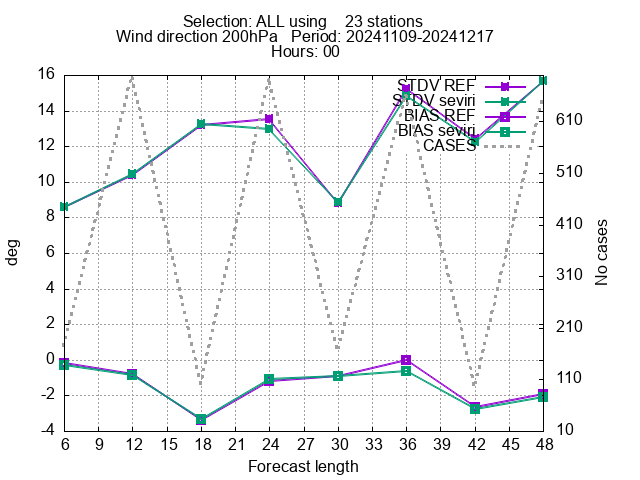 Selection: ALL using    23 stations
Wind direction 200hPa   Period: 20241109-20241217
Hours: 00
STDV REF
STDV seviri
BIAS REF
BIAS seviri
CASES
16
14
12
10
8
6
4
2
0
-2
-4
deg
610
510
410
310
210
110
10
No cases
6 9 12 15 18 21 24 27 30 33 36 39 42 45 48
Forecast length